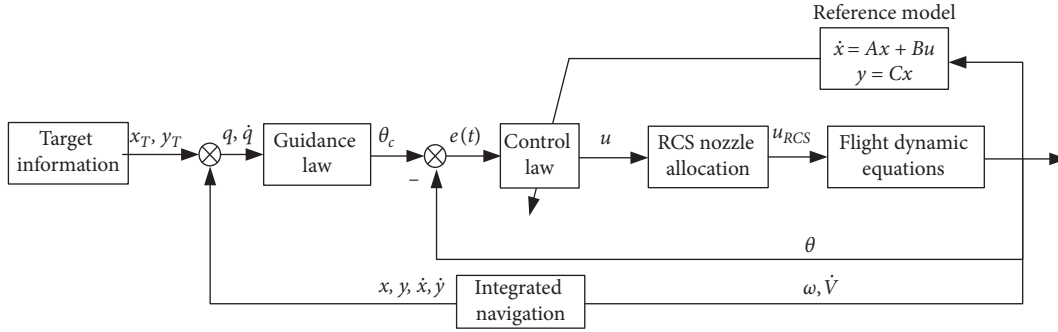 Reference model
ẋ = Ax + Bu
y = Cx
Target
information
x_T, y_T
q, q̇
Guidance
law
θ_c
–
e(t)
Control
law
u
RCS nozzle
allocation
u_RCS
Flight dynamic
equations
θ
x, y, ẋ, ẏ
Integrated
navigation
ω, V̇